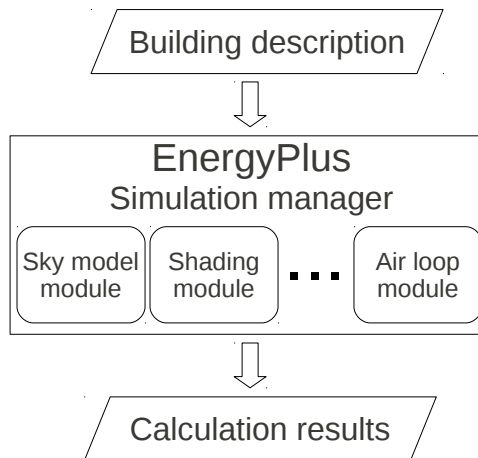 Building description
EnergyPlus
Simulation manager
Sky model
module
Shading
module
Air loop
module
Calculation results